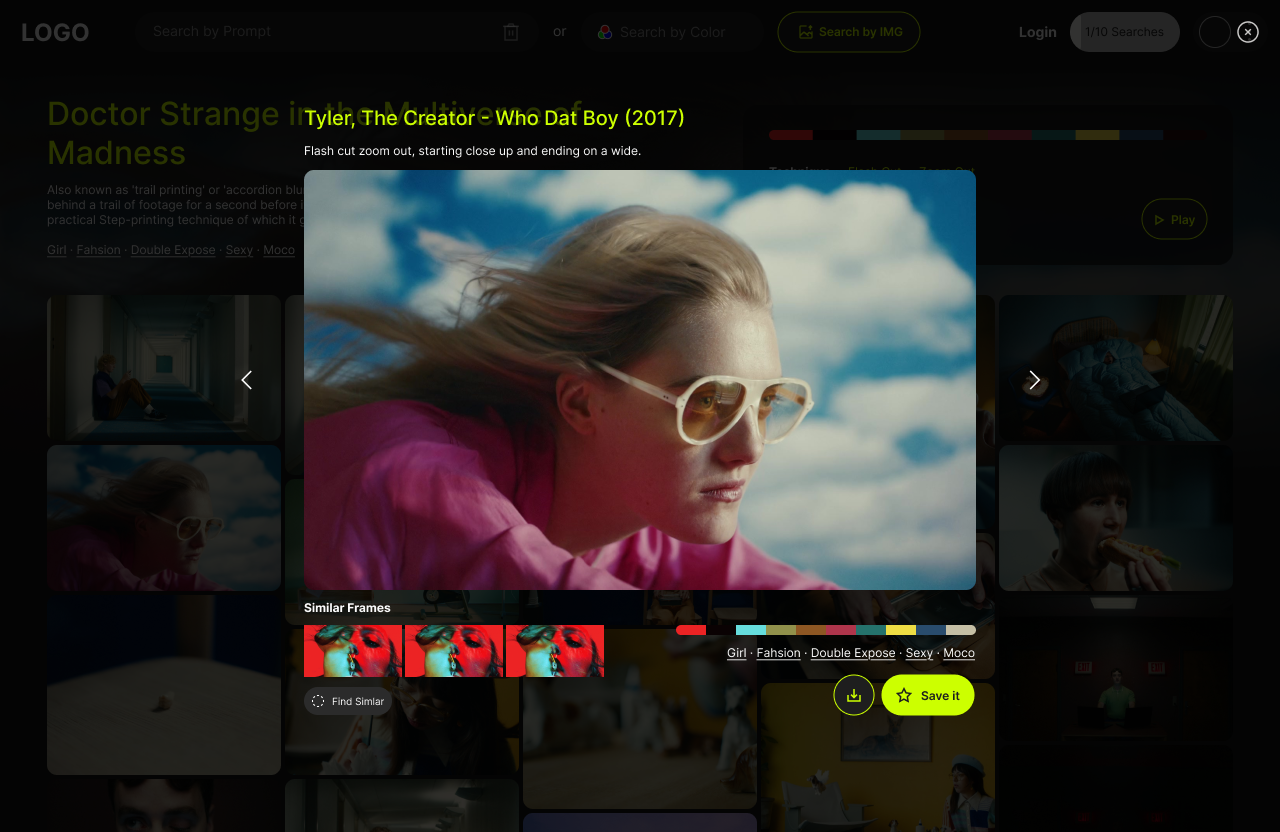 LOGO
Search by Prompt
or
Search by Color
Search by IMG
Login
1/10 Searches
Doctor Strange in the Multiverse of
Madness
Tyler, The Creator - Who Dat Boy (2017)
Flash cut zoom out, starting close up and ending on a wide.
Also known as 'trail printing' or 'accordion blu
behind a trail of footage for a second before i
practical Step-printing technique of which it g
Girl · Fahsion · Double Expose · Sexy · Moco
Play
EXIT EXIT
Similar Frames
Girl · Fahsion · Double Expose · Sexy · Moco
Find Simlar
Save it